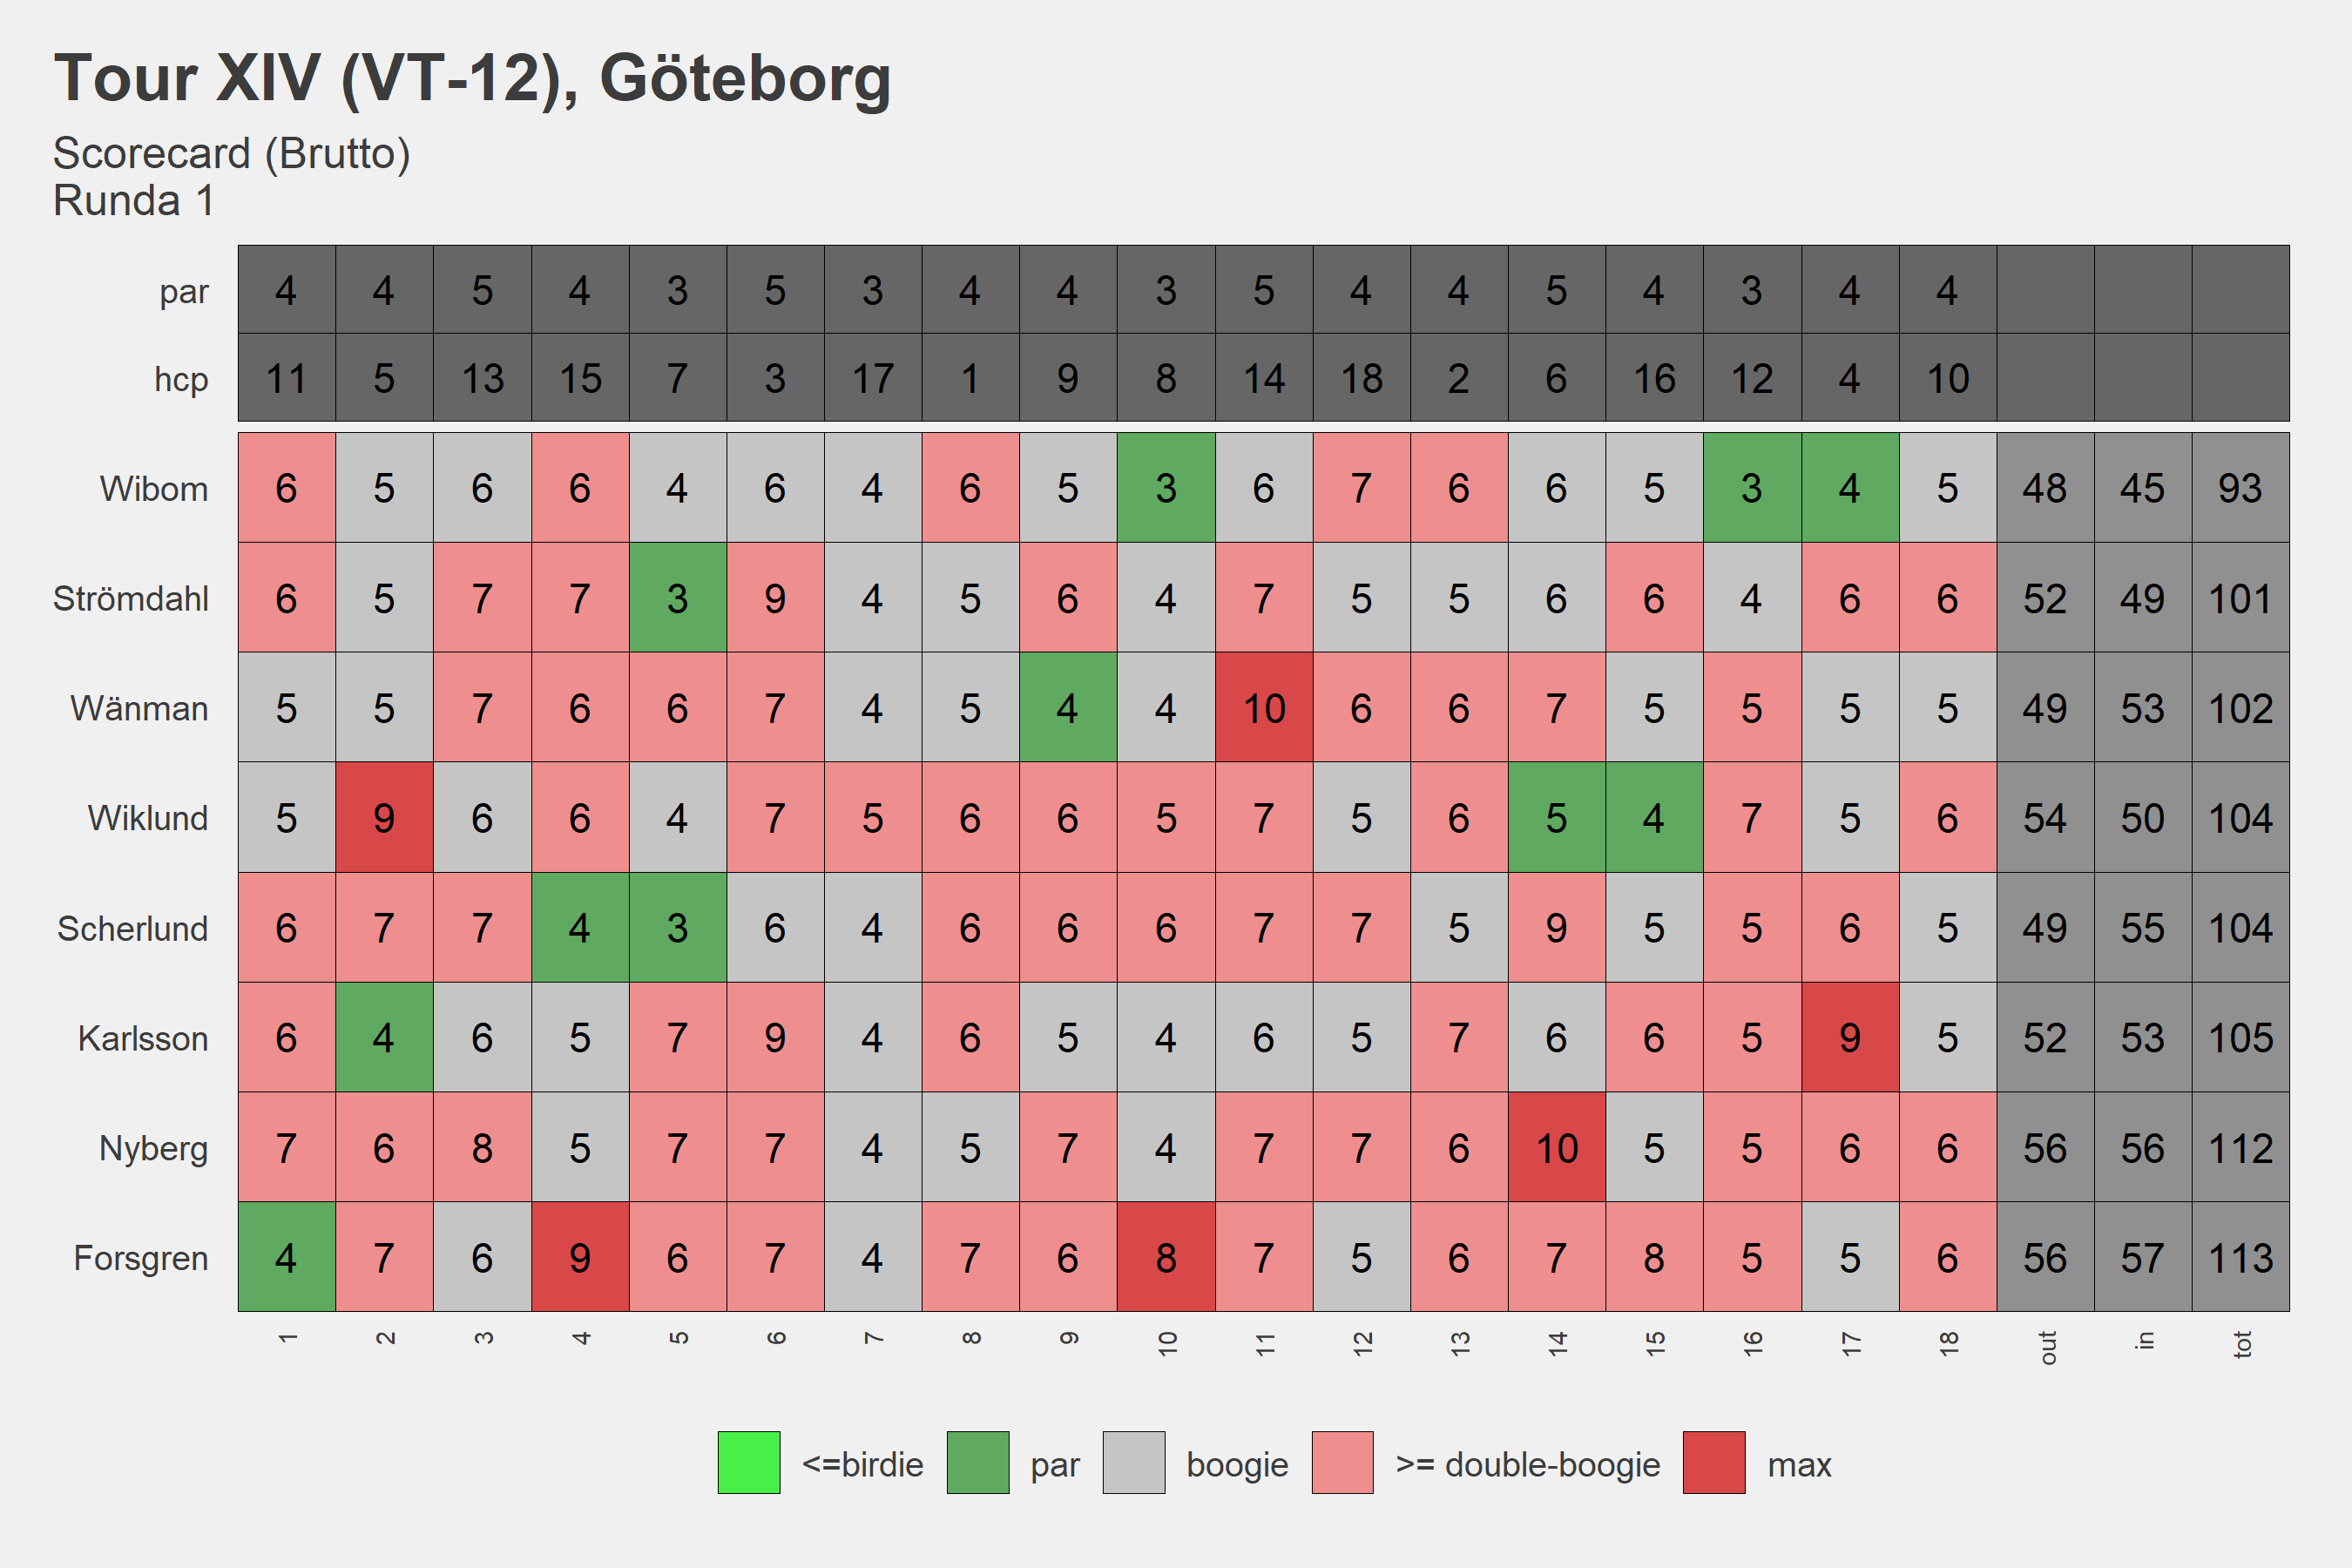 Tour XIV (VT-12), Göteborg
Scorecard (Brutto)
Runda 1
par 4 4 5 4 3 5 3 4 4 3 5 4 4 5 4 3 4 4
hcp 11 5 13 15 7 3 17 1 9 8 14 18 2 6 16 12 4 10
Wibom 6 5 6 6 4 6 4 6 5 3 6 7 6 6 5 3 4 5 48 45 93
Strömdahl 6 5 7 7 3 9 4 5 6 4 7 5 5 6 6 4 6 6 52 49 101
Wänman 5 5 7 6 6 7 4 5 4 4 10 6 6 7 5 5 5 5 49 53 102
Wiklund 5 9 6 6 4 7 5 6 6 5 7 5 6 5 4 7 5 6 54 50 104
Scherlund 6 7 7 4 3 6 4 6 6 6 7 7 5 9 5 5 6 5 49 55 104
Karlsson 6 4 6 5 7 9 4 6 5 4 6 5 7 6 6 5 9 5 52 53 105
Nyberg 7 6 8 5 7 7 4 5 7 4 7 7 6 10 5 5 6 6 56 56 112
Forsgren 4 7 6 9 6 7 4 7 6 8 7 5 6 7 8 5 5 6 56 57 113
1 2 3 4 5 6 7 8 9 10 11 12 13 14 15 16 17 18 out in tot
<=birdie par boogie >= double-boogie max